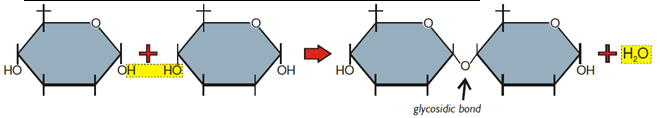 O O O O
HO OH HO OH HO O OH + H₂O
glycosidic bond